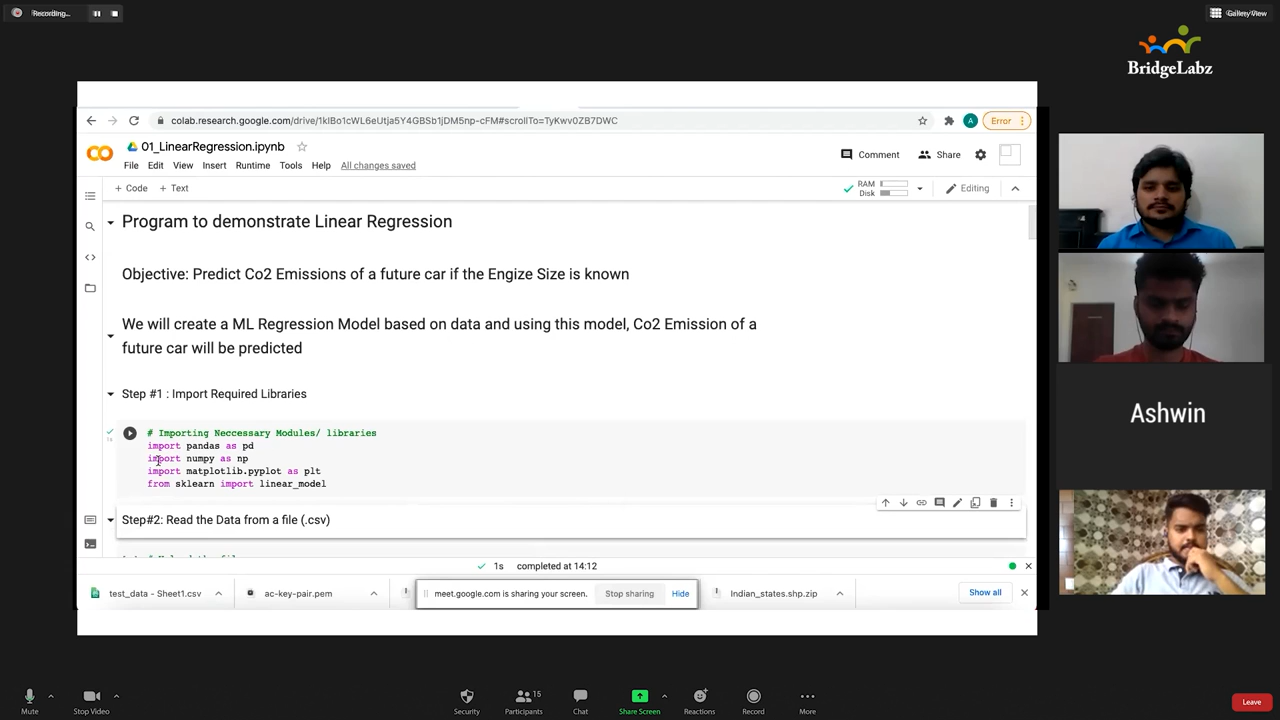 Recording...
Gallery View
BridgeLabz
colab.research.google.com/drive/1kIBo1cWL6eUtja5Y4GBSb1jDM5np-cFM#scrollTo=TyKwv0ZB7DWC
A
Error
01_LinearRegression.ipynb
File Edit View Insert Runtime Tools Help All changes saved
Comment
Share
+ Code + Text
RAM
Disk
Editing
Program to demonstrate Linear Regression
Objective: Predict Co2 Emissions of a future car if the Engize Size is known
We will create a ML Regression Model based on data and using this model, Co2 Emission of a
future car will be predicted
Step #1 : Import Required Libraries
1s
# Importing Neccessary Modules/ libraries
import pandas as pd
import numpy as np
import matplotlib.pyplot as plt
from sklearn import linear_model
Step#2: Read the Data from a file (.csv)
1s completed at 14:12
test_data - Sheet1.csv
ac-key-pair.pem
meet.google.com is sharing your screen.
Stop sharing
Hide
Indian_states.shp.zip
Show all
Ashwin
Mute
Stop Video
Security
15
Participants
Chat
Share Screen
Reactions
Record
More
Leave